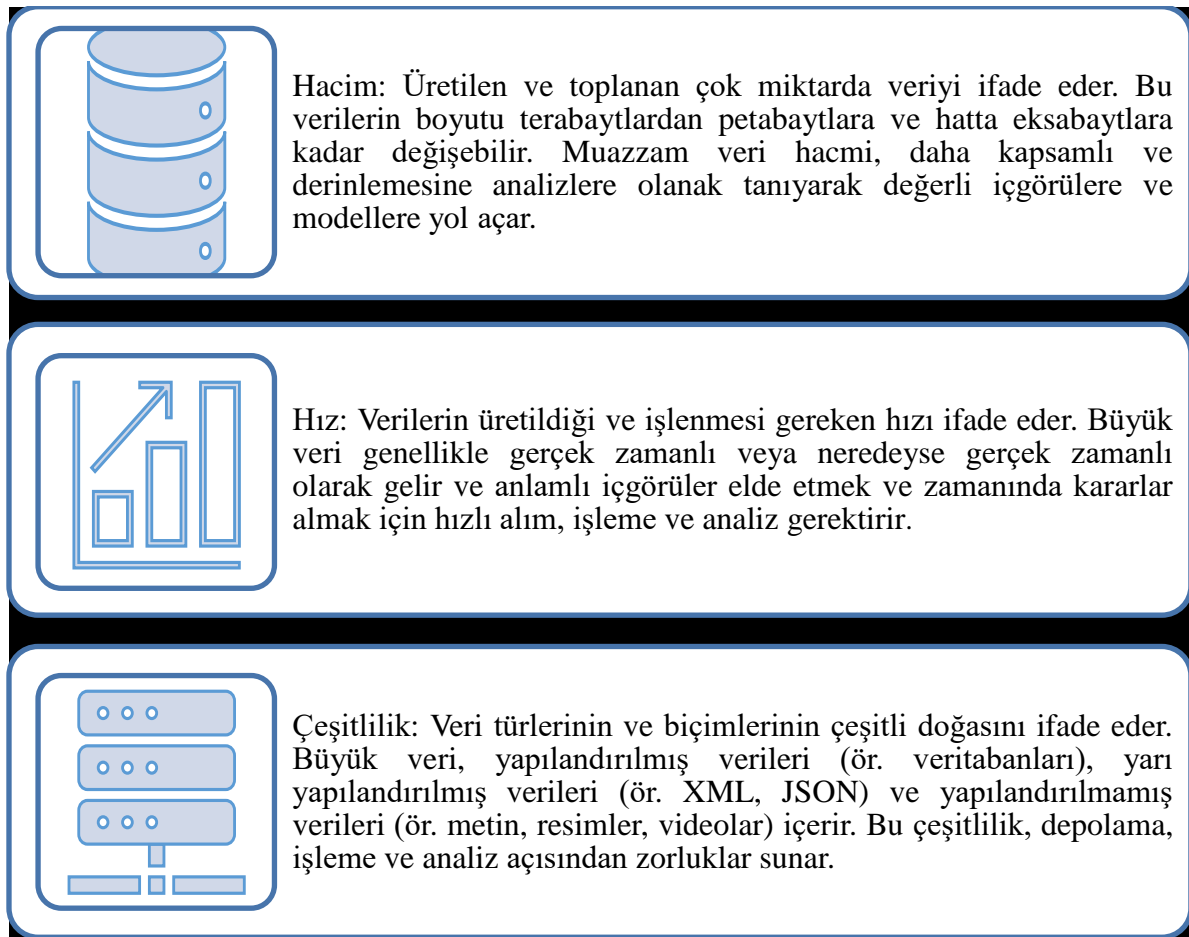 Hacim: Üretilen ve toplanan çok miktarda veriyi ifade eder. Bu
verilerin boyutu terabaytlardan petabaytlara ve hatta eksabaytlara
kadar değişebilir. Muazzam veri hacmi, daha kapsamlı ve
derinlemesine analizlere olanak tanıyarak değerli içgörülere ve
modellere yol açar.
Hız: Verilerin üretildiği ve işlenmesi gereken hızı ifade eder. Büyük
veri genellikle gerçek zamanlı veya neredeyse gerçek zamanlı
olarak gelir ve anlamlı içgörüler elde etmek ve zamanında kararlar
almak için hızlı alım, işleme ve analiz gerektirir.
Çeşitlilik: Veri türlerinin ve biçimlerinin çeşitli doğasını ifade eder.
Büyük veri, yapılandırılmış verileri (ör. veritabanları), yarı
yapılandırılmış verileri (ör. XML, JSON) ve yapılandırılmamış
verileri (ör. metin, resimler, videolar) içerir. Bu çeşitlilik, depolama,
işleme ve analiz açısından zorluklar sunar.